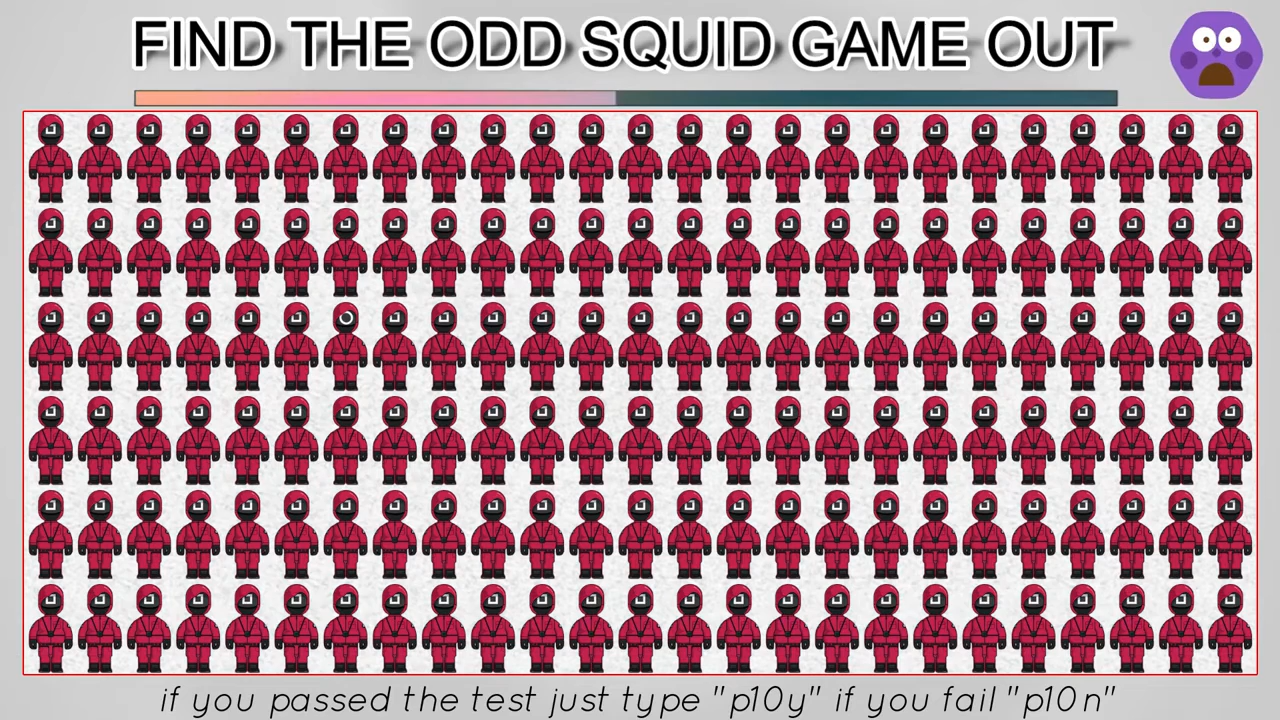 FIND THE ODD SQUID GAME OUT
if you passed the test just type "p10y" if you fail "p10n"